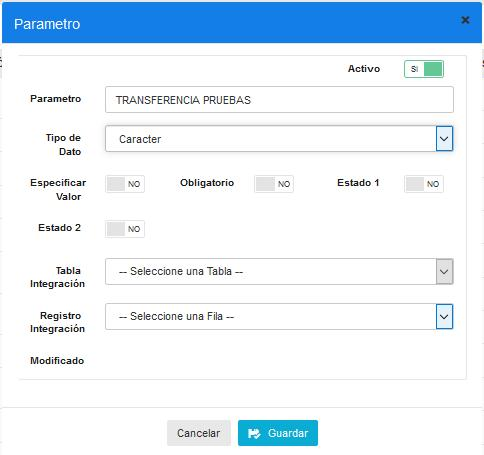 Parametro
Activo SI
Parametro TRANSFERENCIA PRUEBAS
Tipo de
Dato
Caracter
Especificar
Valor
NO
Obligatorio NO
Estado 1 NO
Estado 2 NO
Tabla
Integración
-- Seleccione una Tabla --
Registro
Integración
-- Seleccione una Fila --
Modificado
Cancelar Guardar